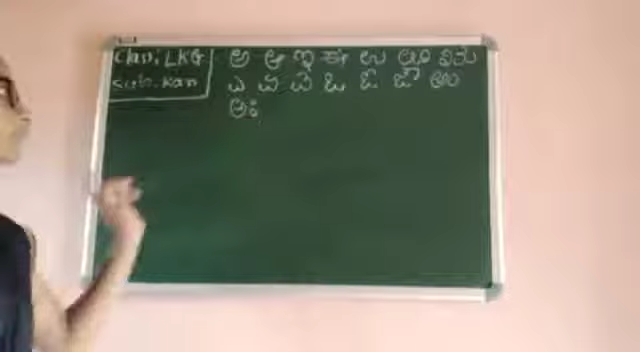 Class: LKG
Sub: Kan
ಅ ಆ ಇ ಈ ಉ ಊ ಋ
ಎ ಏ ಐ ಒ ಓ ಔ ಅಂ
ಅಃ